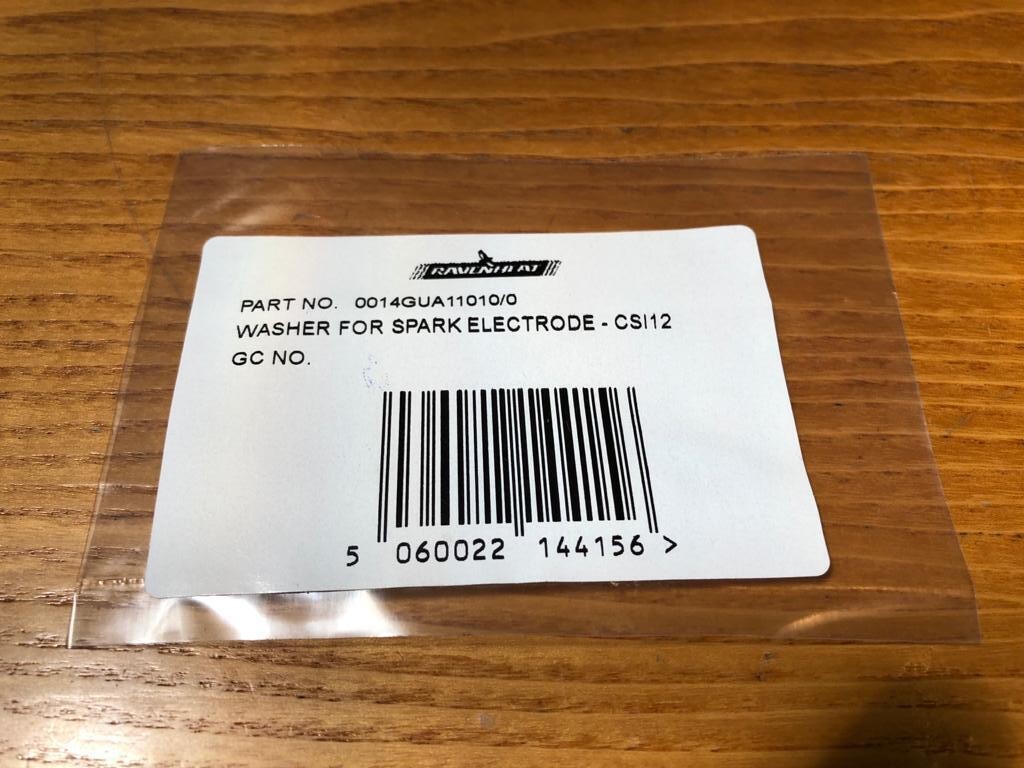 RAVENHEAT
PART NO. 0014GUA11010/0
WASHER FOR SPARK ELECTRODE - CSI12
GC NO.
5 060022 144156 >